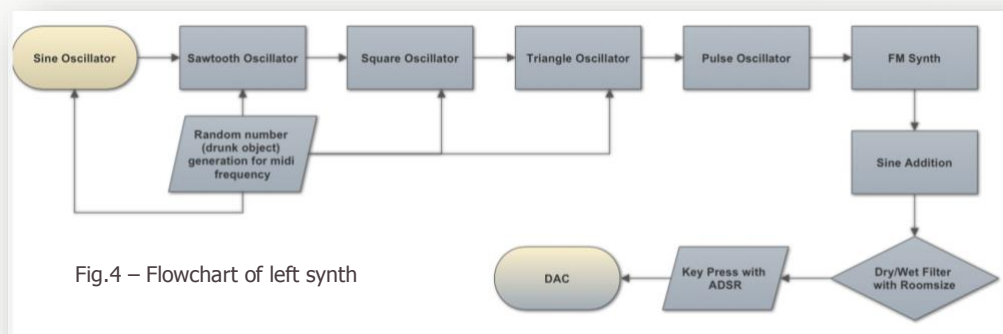 Sine Oscillator
Sawtooth Oscillator
Square Oscillator
Triangle Oscillator
Pulse Oscillator
FM Synth
Random number
(drunk object)
generation for midi
frequency
Sine Addition
Fig.4 – Flowchart of left synth
DAC
Key Press with
ADSR
Dry/Wet Filter
with Roomsize